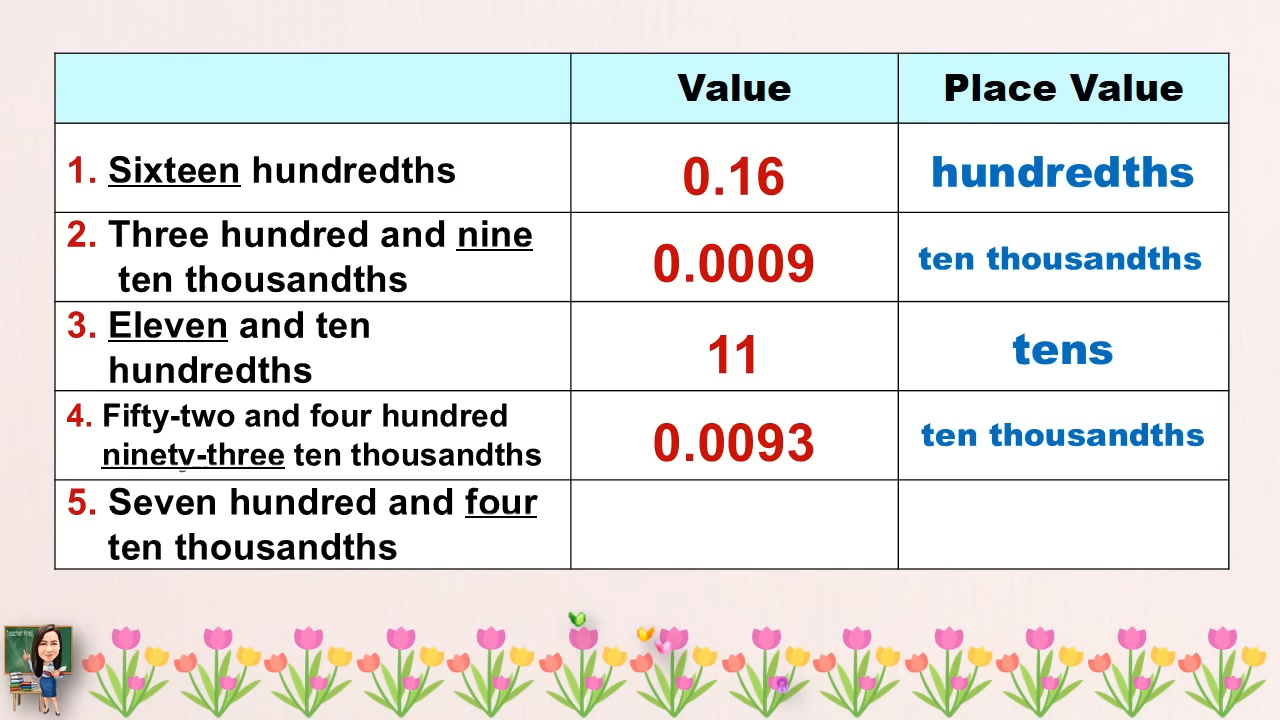 Value Place Value
1. Sixteen hundredths 0.16 hundredths
2. Three hundred and nine
ten thousandths 0.0009 ten thousandths
3. Eleven and ten
hundredths 11 tens
4. Fifty-two and four hundred
ninety-three ten thousandths 0.0093 ten thousandths
5. Seven hundred and four
ten thousandths